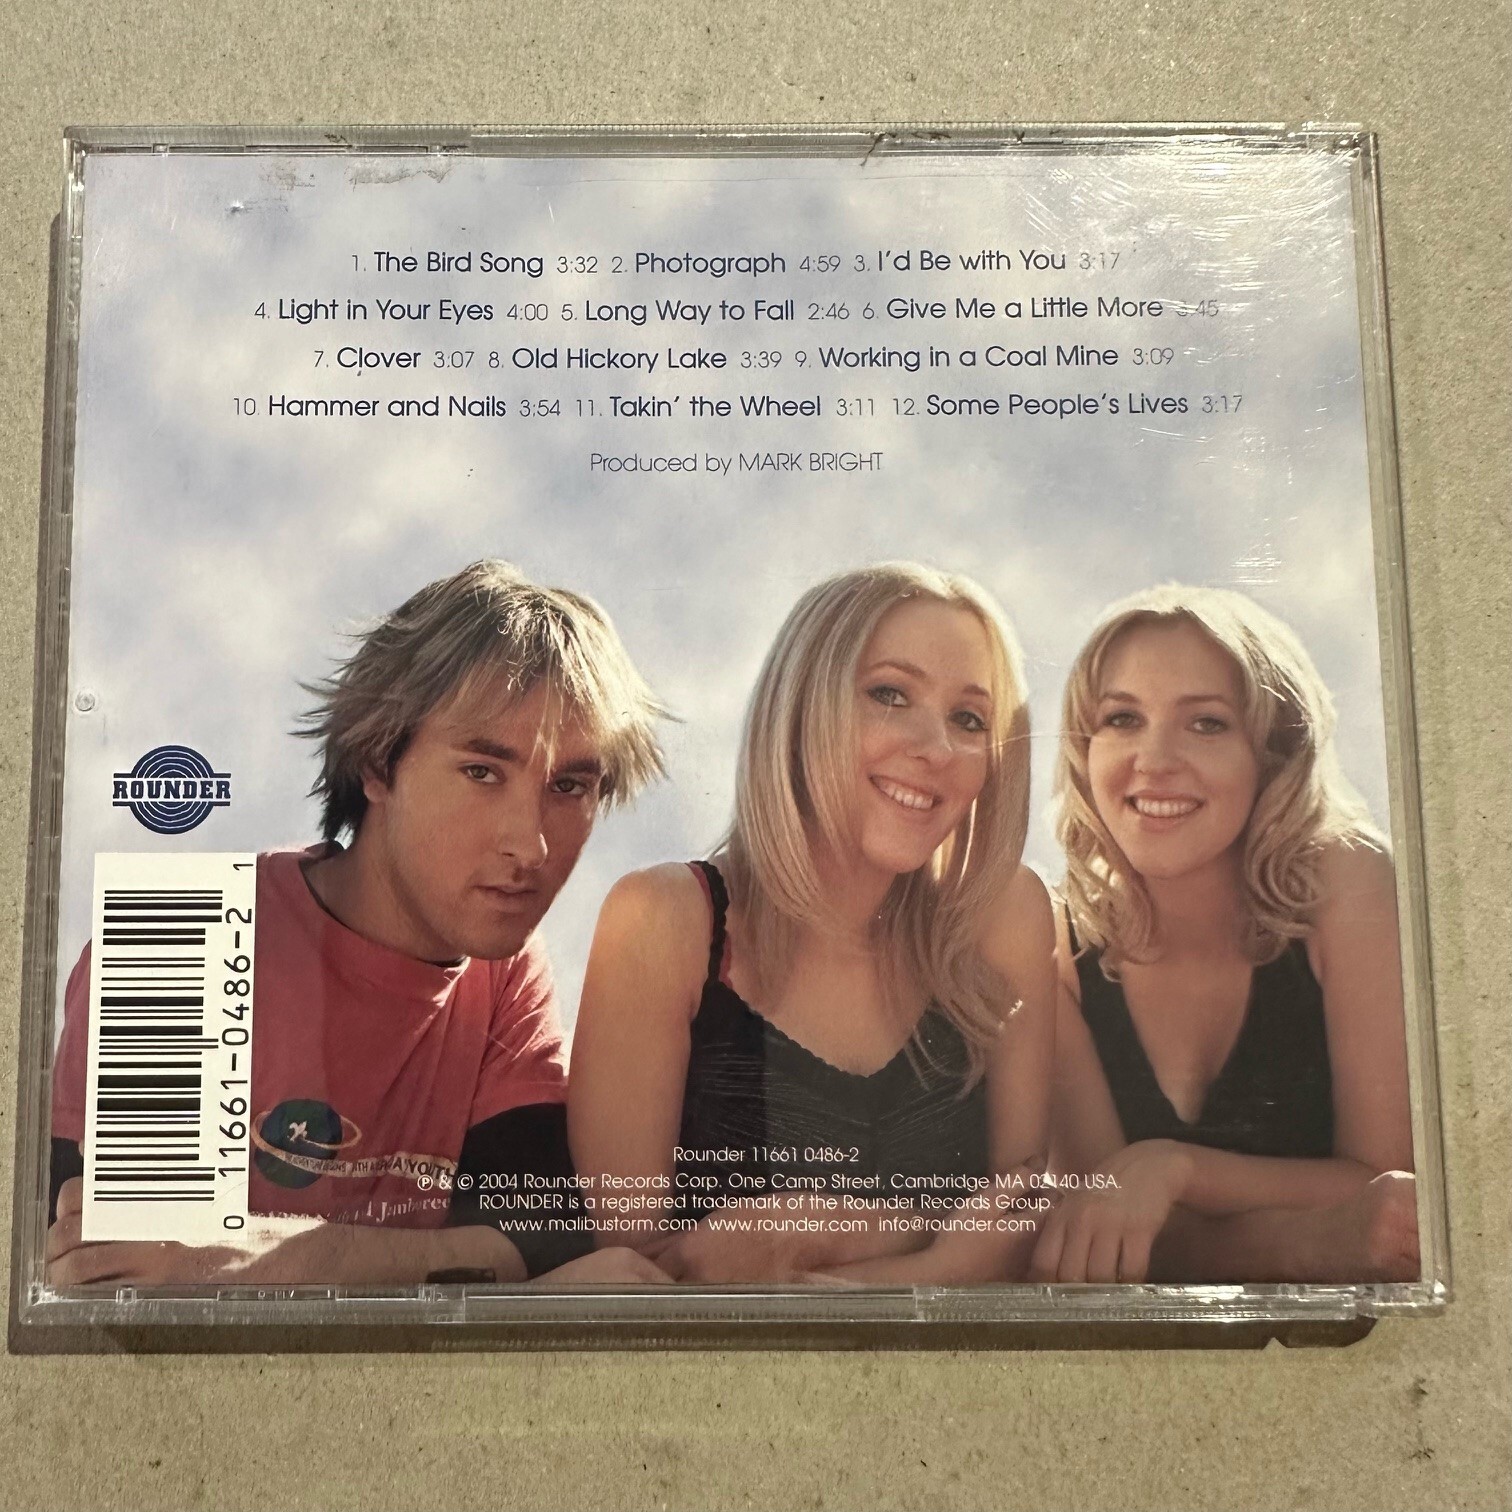 1. The Bird Song 3:32 2. Photograph 4:59 3. I'd Be with You 3:17
4. Light in Your Eyes 4:00 5. Long Way to Fall 2:46 6. Give Me a Little More 3:45
7. Clover 3:07 8. Old Hickory Lake 3:39 9. Working in a Coal Mine 3:09
10. Hammer and Nails 3:54 11. Takin' the Wheel 3:11 12. Some People's Lives 3:17
Produced by MARK BRIGHT
ROUNDER
0 11661-0486-2 1
Jamboree
Rounder 11661 0486-2
℗ & © 2004 Rounder Records Corp. One Camp Street, Cambridge MA 02140 USA.
ROUNDER is a registered trademark of the Rounder Records Group.
www.malibustorm.com www.rounder.com info@rounder.com